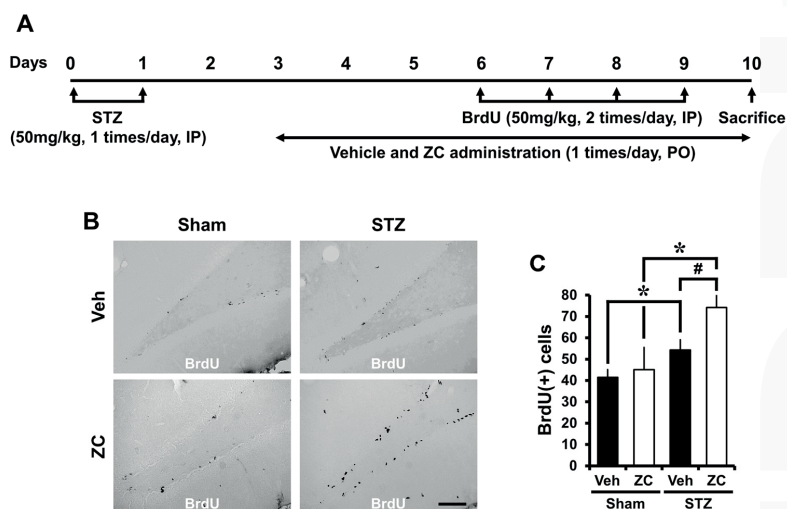 A
Days 0 1 2 3 4 5 6 7 8 9 10
STZ
(50mg/kg, 1 times/day, IP)
BrdU (50mg/kg, 2 times/day, IP)
Sacrifice
Vehicle and ZC administration (1 times/day, PO)
B
Sham STZ
Veh
BrdU BrdU
ZC
BrdU BrdU
C
*
#
*
BrdU(+) cells
80
70
60
50
40
30
20
10
0
Veh ZC Veh ZC
Sham STZ